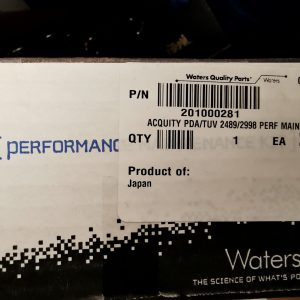 Waters Quality Parts
P/N
201000281
ACQUITY PDA/TUV 2489/2998 PERF MAIN
QTY 1 EA
PERFORMANC
Product of:
Japan
Waters
THE SCIENCE OF WHAT'S PO